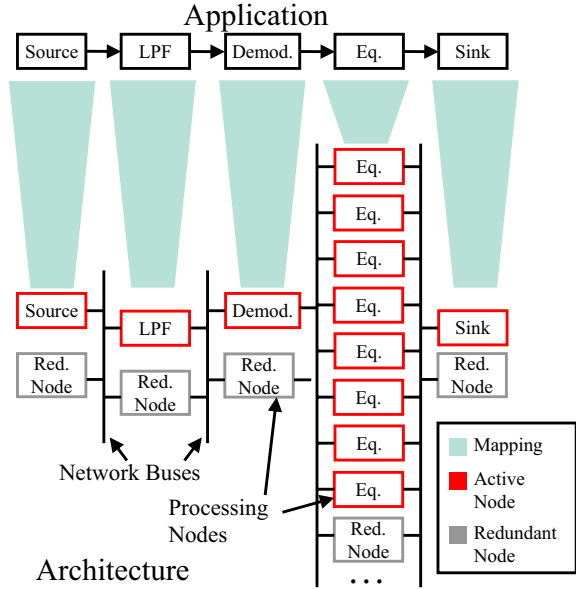 Application
Source LPF Demod. Eq. Sink
Eq.
Eq.
Eq.
Source Demod. Eq.
LPF Sink
Eq.
Red. Red. Red.
Node Node Node
Red.
Node
Eq.
Eq.
Network Buses
Mapping
Processing
Nodes
Eq.
Active
Node
Red.
Node
Redundant
Node
Architecture
...